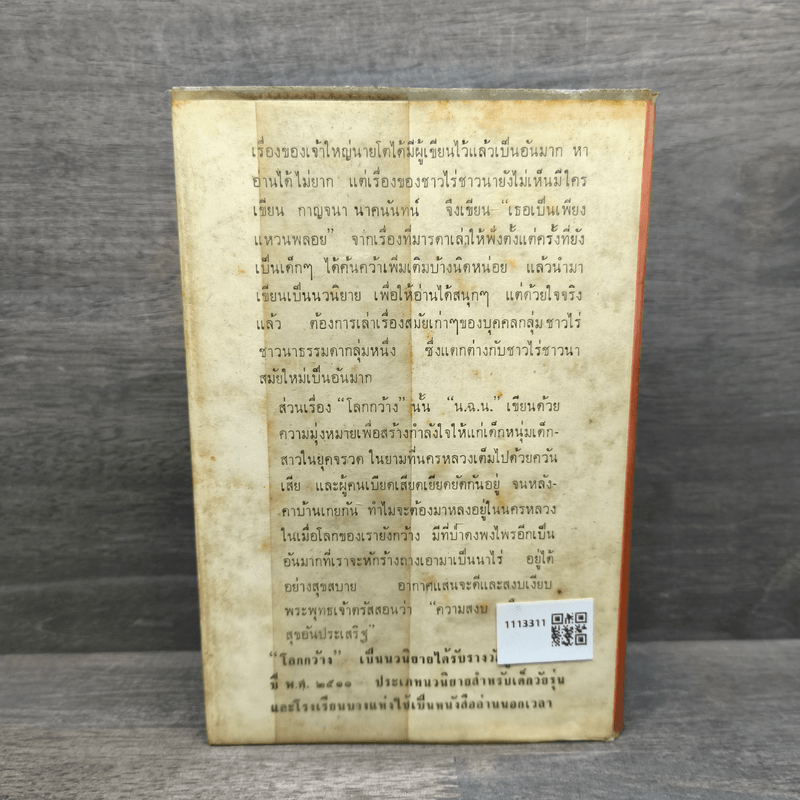 เรื่องของเจ้าใหญ่นายโตได้มีผู้เขียนไว้แล้วเป็นอันมาก หา
อ่านได้ไม่ยาก แต่เรื่องของชาวไร่ชาวนายังไม่เห็นมีใคร
เขียน กาญจนา นาคนันทน์ จึงเขียน “เธอเป็นเพียง
แหวนพลอย” จากเรื่องที่มารดาเล่าให้ฟังตั้งแต่ครั้งที่ยัง
เป็นเด็กๆ ได้ค้นคว้าเพิ่มเติมบ้างนิดหน่อย แล้วนำมา
เขียนเป็นนวนิยาย เพื่อให้อ่านได้สนุกๆ แต่ด้วยใจจริง
แล้ว ต้องการเล่าเรื่องสมัยเก่าๆของบุคคลกลุ่มชาวไร่
ชาวนาธรรมดากลุ่มหนึ่ง ซึ่งแตกต่างกับชาวไร่ชาวนา
สมัยใหม่เป็นอันมาก
ส่วนเรื่อง “โลกกว้าง” นั้น “น.ฉ.น.” เขียนด้วย
ความมุ่งหมายเพื่อสร้างกำลังใจให้แก่เด็กหนุ่มเด็ก-
สาวในยุคจรวด ในยามที่นครหลวงเต็มไปด้วยควัน
เสีย และผู้คนเบียดเสียดเยียดยัดกันอยู่ จนหลัง-
คาบ้านเกยกัน ทำไมจะต้องมาหลงอยู่ในนครหลวง
ในเมื่อโลกของเรายังกว้าง มีที่ป่าดงพงไพรอีกเป็น
อันมากที่เราจะหักร้างถางเอามาเป็นนาไร่ อยู่ได้
อย่างสุขสบาย อากาศแสนจะดีและสงบเงียบ
พระพุทธเจ้าตรัสสอนว่า “ความสงบ
สุขอันประเสริฐ”
“โลกกว้าง” เป็นนวนิยายได้รับรางวัล
ปี พ.ศ. ๒๕๑๑ ประเภทนวนิยายสำหรับเด็กวัยรุ่น
และโรงเรียนบางแห่งใช้เป็นหนังสืออ่านนอกเวลา
1113311